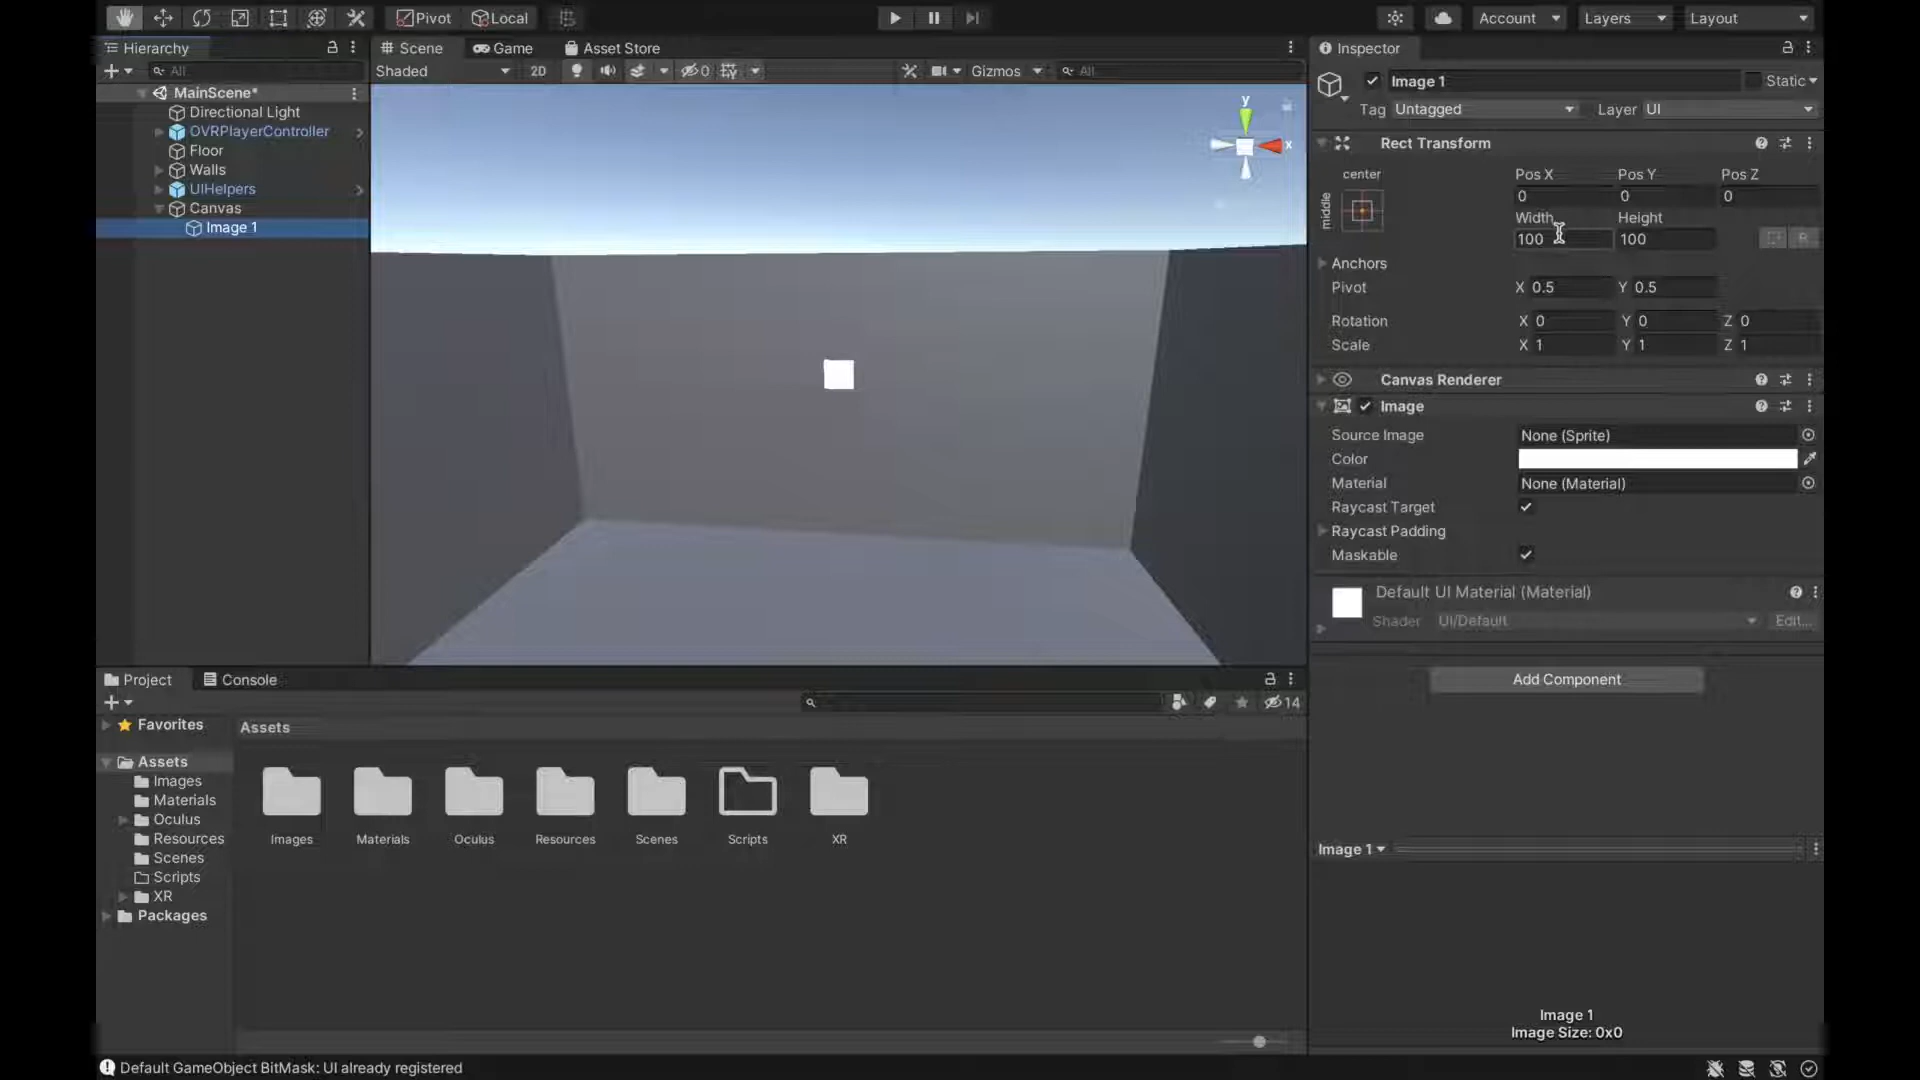 Pivot Local Account Layers Layout
Hierarchy Scene Game Asset Store Inspector
All Shaded 2D 0 Gizmos All Image 1 Static
MainScene*
Directional Light
OVRPlayerController
Floor
Walls
UIHelpers
Canvas
Image 1
y
x
Tag Untagged Layer UI
Rect Transform
center Pos X Pos Y Pos Z
middle 0 0 0
Width Height
100 100 R
Anchors
Pivot X 0.5 Y 0.5
Rotation X 0 Y 0 Z 0
Scale X 1 Y 1 Z 1
Canvas Renderer
Image
Source Image None (Sprite)
Color
Material None (Material)
Raycast Target
Raycast Padding
Maskable
Default UI Material (Material)
Shader UI/Default Edit...
Add Component
Project Console
14
Favorites
Assets
Images
Materials
Oculus
Resources
Scenes
Scripts
XR
Packages
Assets
Images Materials Oculus Resources Scenes Scripts XR
Image 1
Image 1
Image Size: 0x0
Default GameObject BitMask: UI already registered